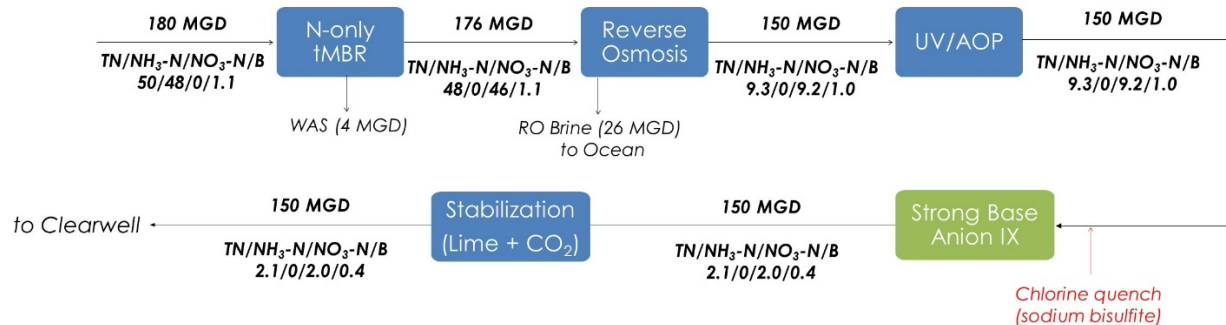 180 MGD
TN/NH₃-N/NO₃-N/B
50/48/0/1.1
N-only
tMBR
WAS (4 MGD)
176 MGD
TN/NH₃-N/NO₃-N/B
48/0/46/1.1
Reverse
Osmosis
RO Brine (26 MGD)
to Ocean
150 MGD
TN/NH₃-N/NO₃-N/B
9.3/0/9.2/1.0
UV/AOP
150 MGD
TN/NH₃-N/NO₃-N/B
9.3/0/9.2/1.0
to Clearwell
150 MGD
TN/NH₃-N/NO₃-N/B
2.1/0/2.0/0.4
Stabilization
(Lime + CO₂)
150 MGD
TN/NH₃-N/NO₃-N/B
2.1/0/2.0/0.4
Strong Base
Anion IX
Chlorine quench
(sodium bisulfite)